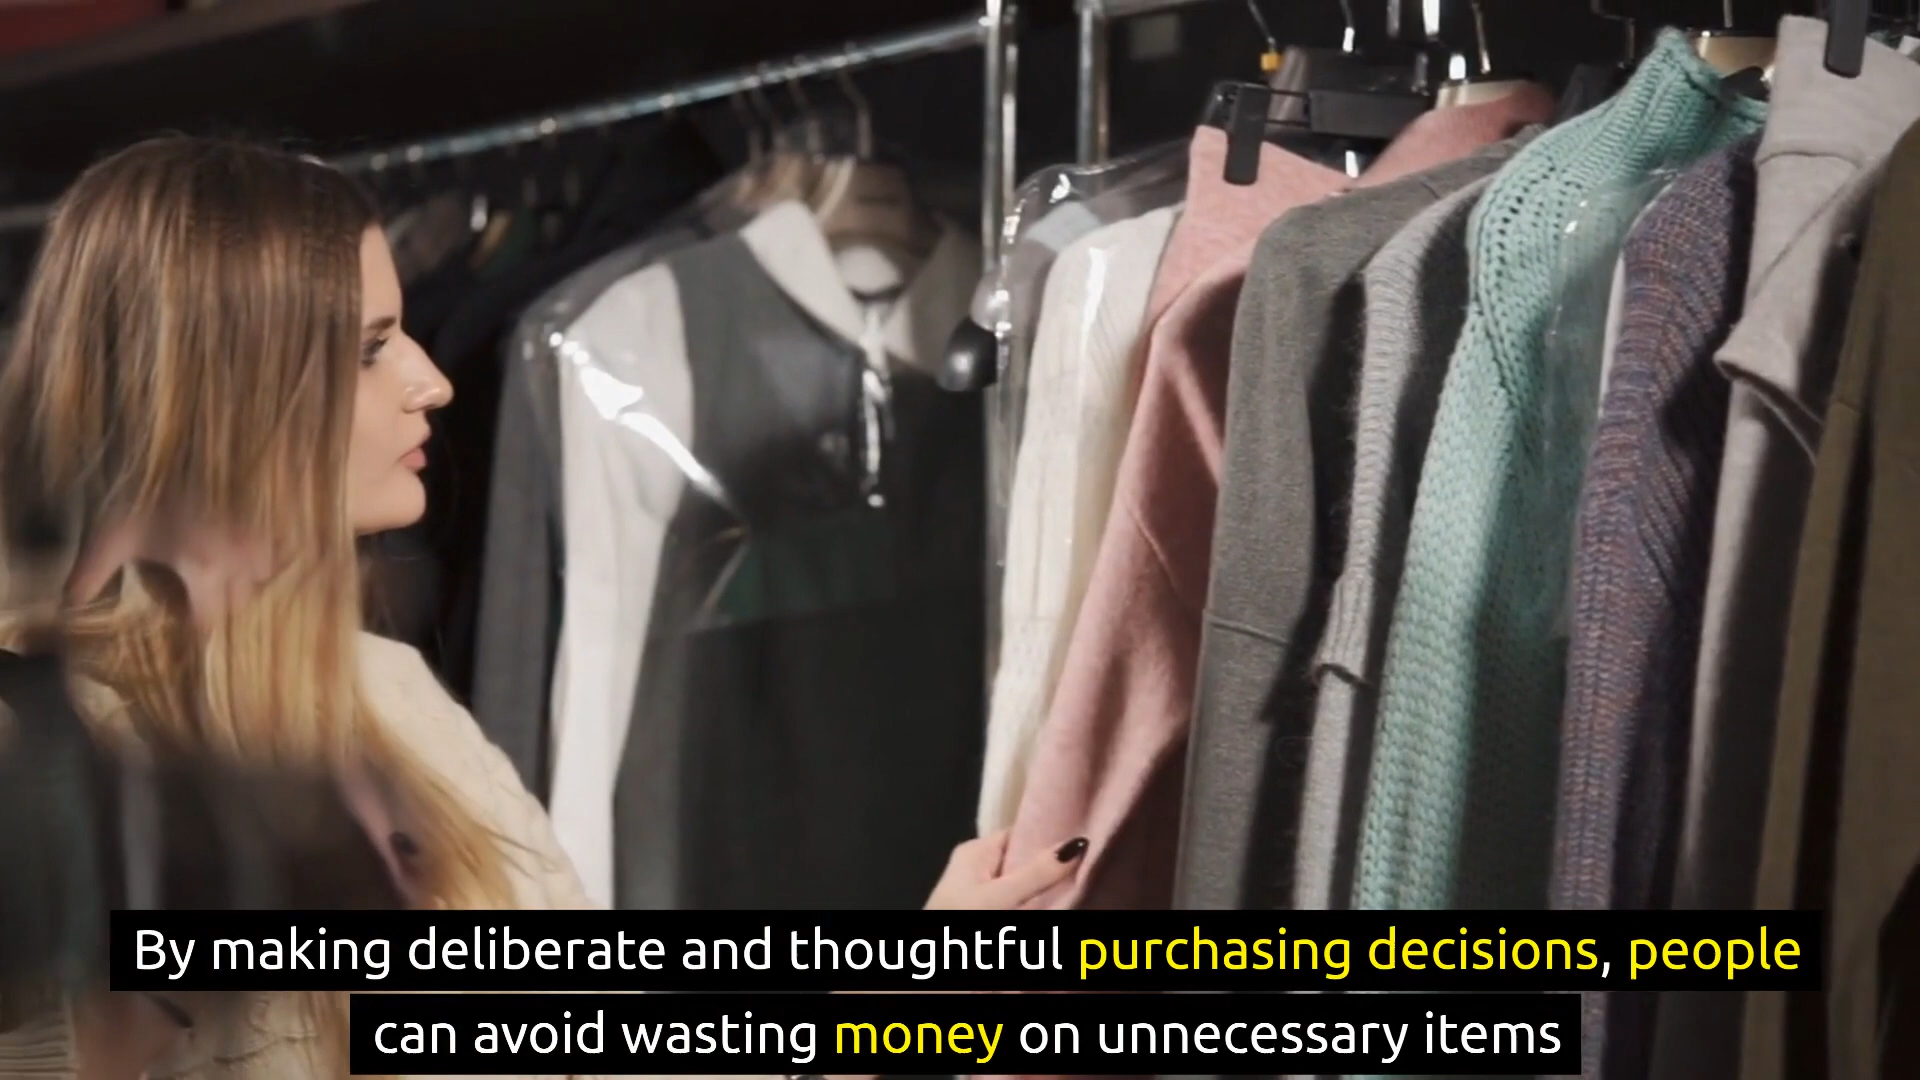 By making deliberate and thoughtful purchasing decisions, people
can avoid wasting money on unnecessary items